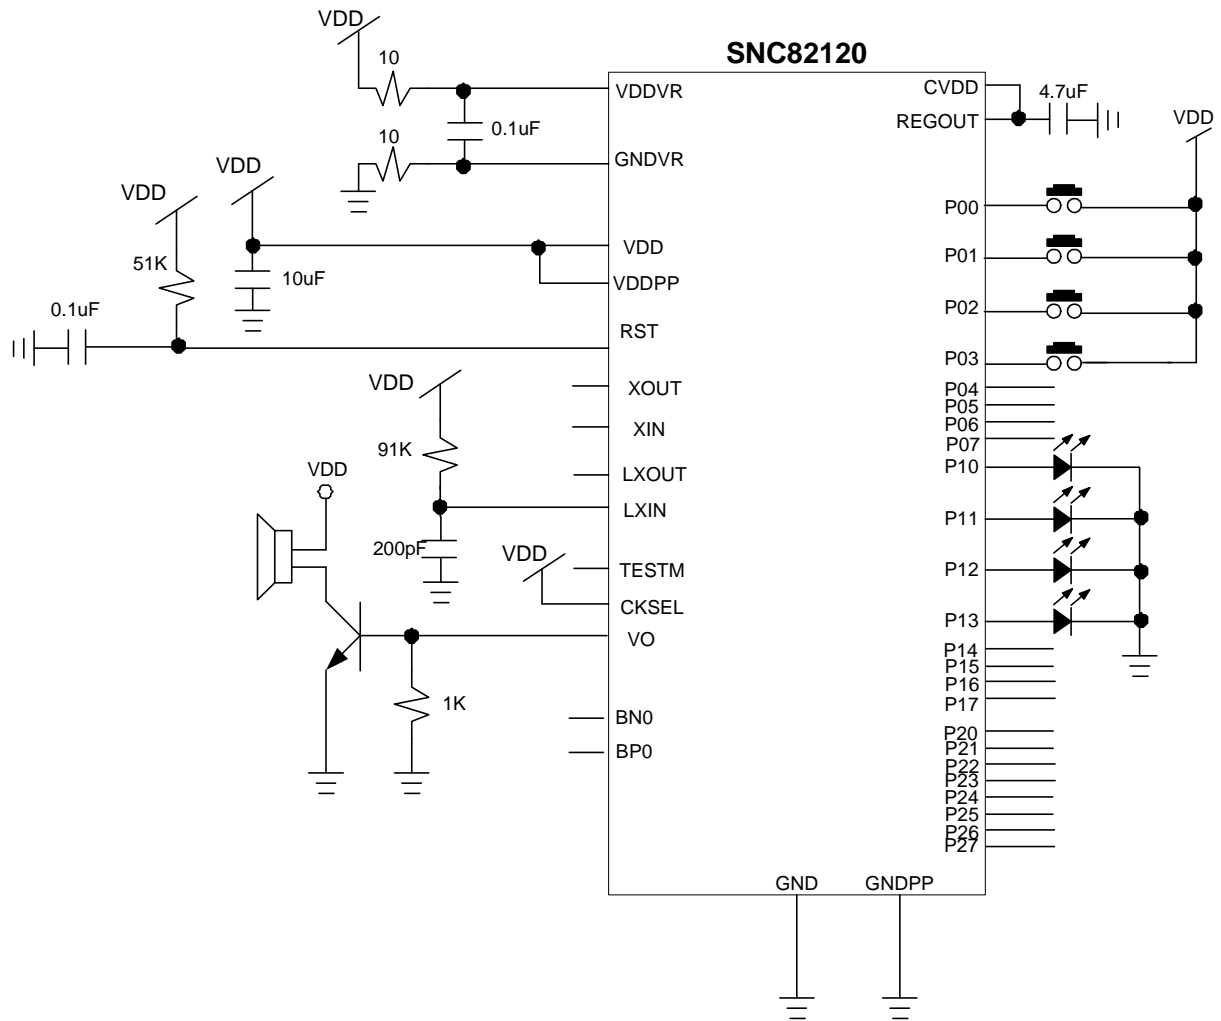 SNC82120
VDD
10
VDDVR
0.1uF
10
GNDVR
VDD
VDD
VDD
VDDPP
10uF
51K
0.1uF
RST
XOUT
VDD
XIN
91K
LXOUT
LXIN
200pF
VDD
TESTM
CKSEL
VDD
VO
1K
BN0
BP0
CVDD
REGOUT
4.7uF
VDD
P00
P01
P02
P03
P04
P05
P06
P07
P10
P11
P12
P13
P14
P15
P16
P17
P20
P21
P22
P23
P24
P25
P26
P27
GND
GNDPP